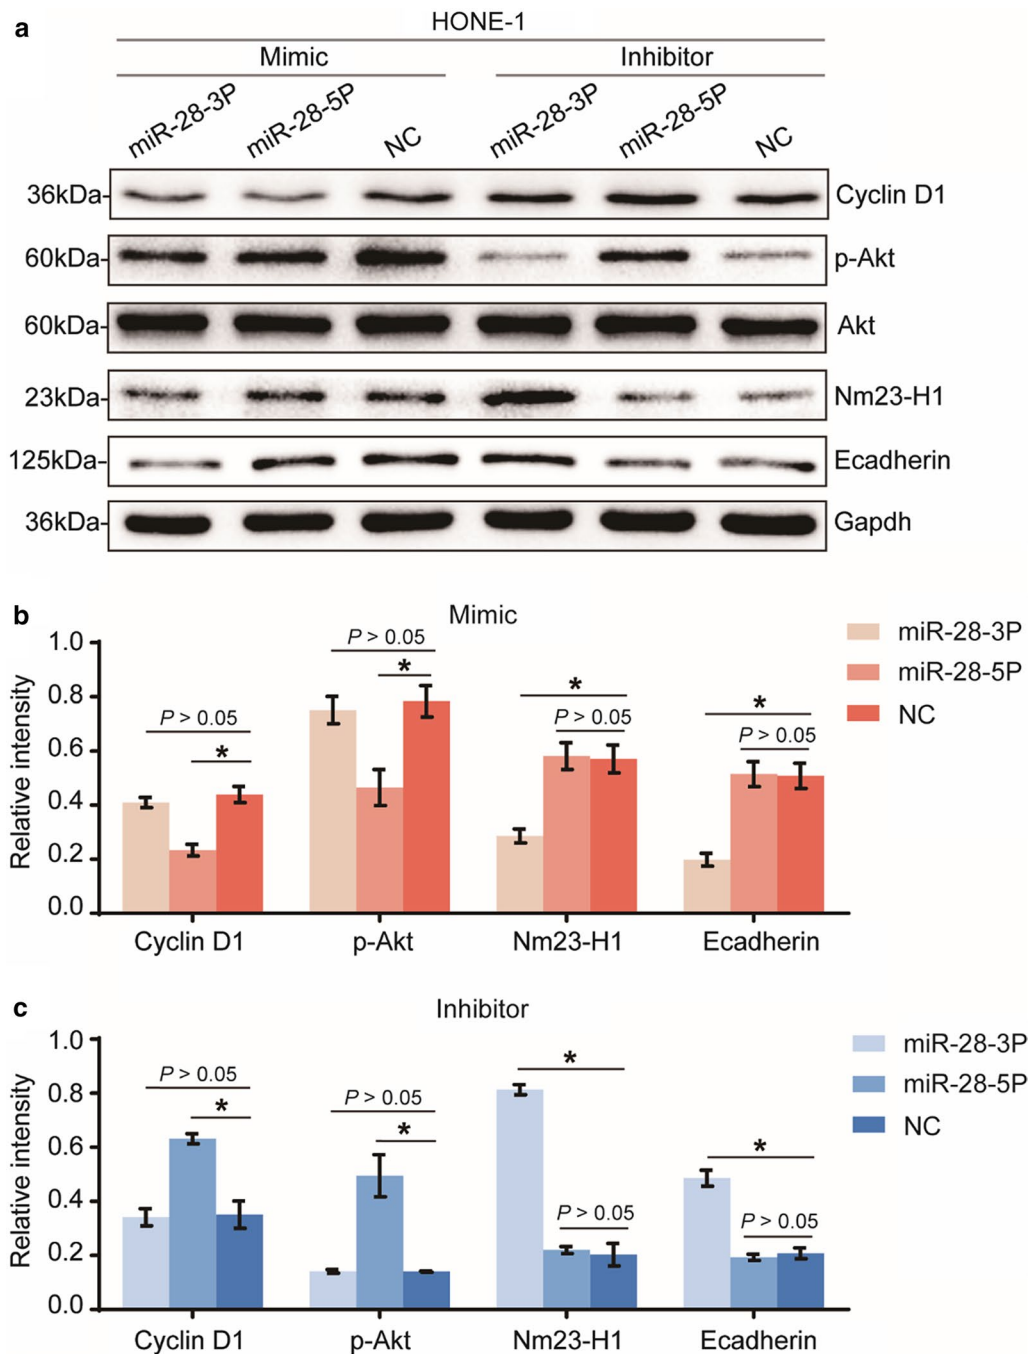 a
HONE-1
Mimic Inhibitor
miR-28-3P miR-28-5P NC miR-28-3P miR-28-5P NC
36kDa- Cyclin D1
60kDa- p-Akt
60kDa- Akt
23kDa- Nm23-H1
125kDa- Ecadherin
36kDa- Gapdh
b
Mimic
Relative intensity
1.0
0.8
0.6
0.4
0.2
0.0
P > 0.05
*
P > 0.05
*
*
P > 0.05
*
P > 0.05
Cyclin D1 p-Akt Nm23-H1 Ecadherin
miR-28-3P
miR-28-5P
NC
c
Inhibitor
Relative intensity
1.0
0.8
0.6
0.4
0.2
0.0
P > 0.05
*
P > 0.05
*
*
P > 0.05
*
P > 0.05
Cyclin D1 p-Akt Nm23-H1 Ecadherin
miR-28-3P
miR-28-5P
NC